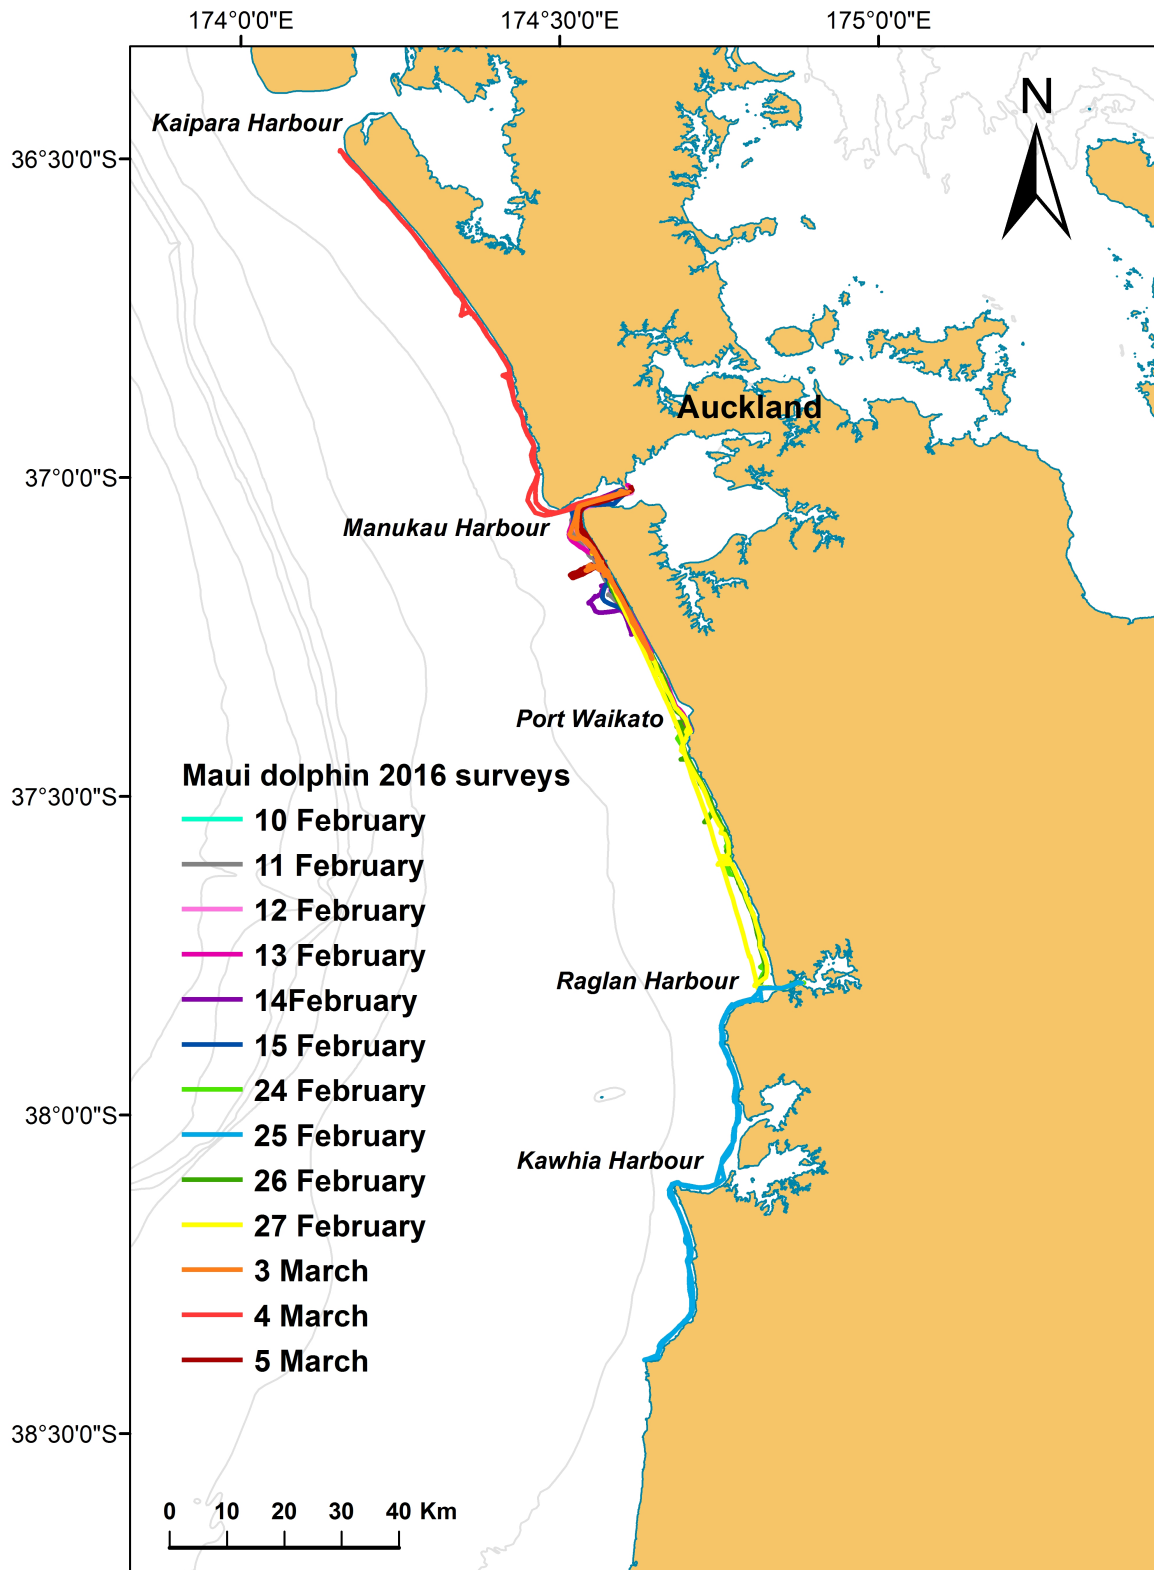 174°0'0"E 174°30'0"E 175°0'0"E
N
Kaipara Harbour
36°30'0"S
Auckland
37°0'0"S
Manukau Harbour
Port Waikato
Maui dolphin 2016 surveys
37°30'0"S
10 February
11 February
12 February
13 February
Raglan Harbour
14February
15 February
24 February
38°0'0"S
25 February
Kawhia Harbour
26 February
27 February
3 March
4 March
5 March
38°30'0"S
0 10 20 30 40 Km